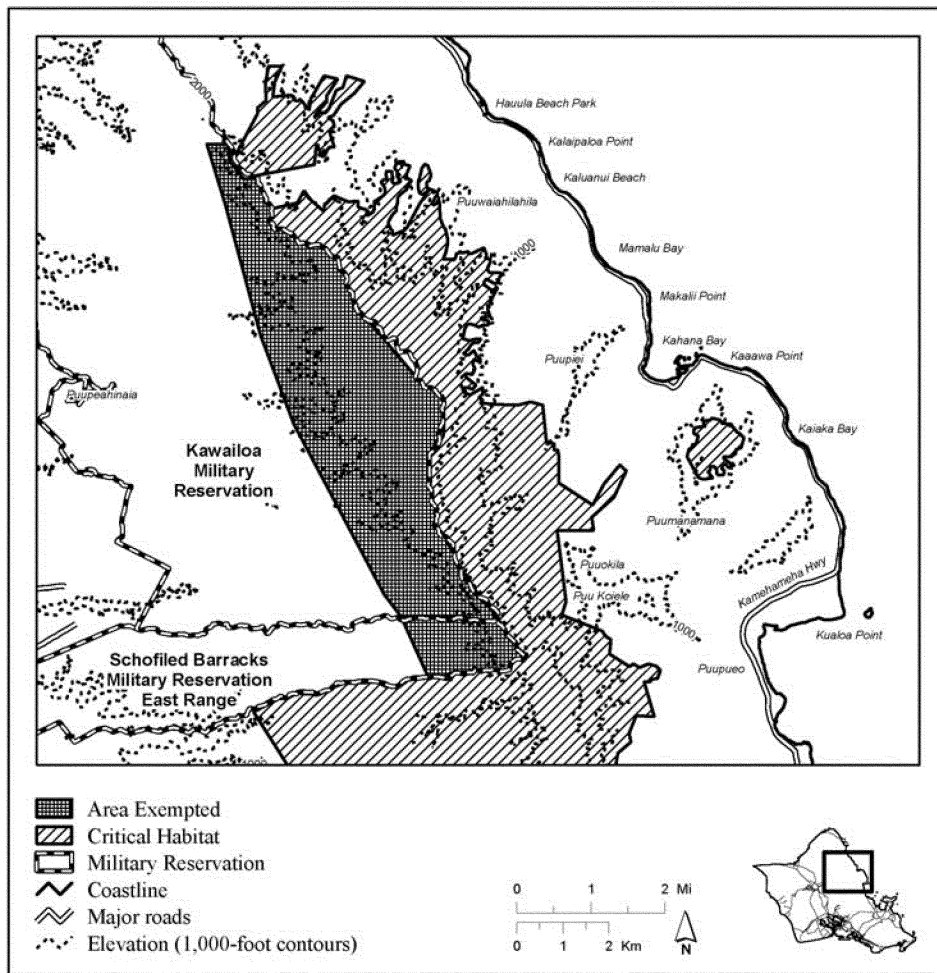 2000
Hauula Beach Park
Kalaipaloa Point
Kaluanui Beach
Puuwaiahilahila
1000
Mamalu Bay
Makalii Point
Kahana Bay
Puupiei
Kaaawa Point
Puupeahinaia
Kaiaka Bay
Kawailoa
Military
Reservation
Puumanamana
Puuokila
Puu Koiele
1000
Kamehameha Hwy
Kualoa Point
Schofiled Barracks
Military Reservation
East Range
Puupueo
1000
Area Exempted
Critical Habitat
Military Reservation
Coastline
Major roads
Elevation (1,000-foot contours)
0 1 2 Mi
0 1 2 Km
N